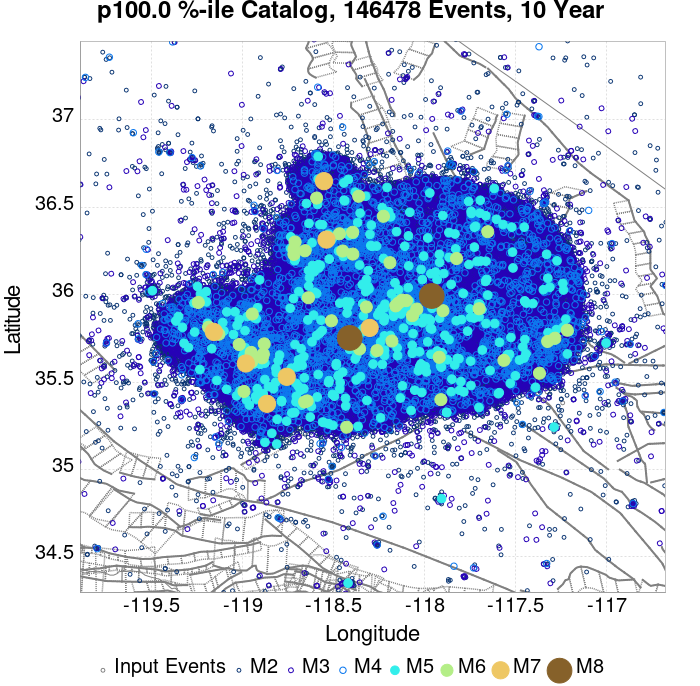 p100.0 %-ile Catalog, 146478 Events, 10 Year
37
36.5
36
35.5
35
34.5
Latitude
-119.5 -119 -118.5 -118 -117.5 -117
Longitude
Input Events M2 M3 M4 M5 M6 M7 M8